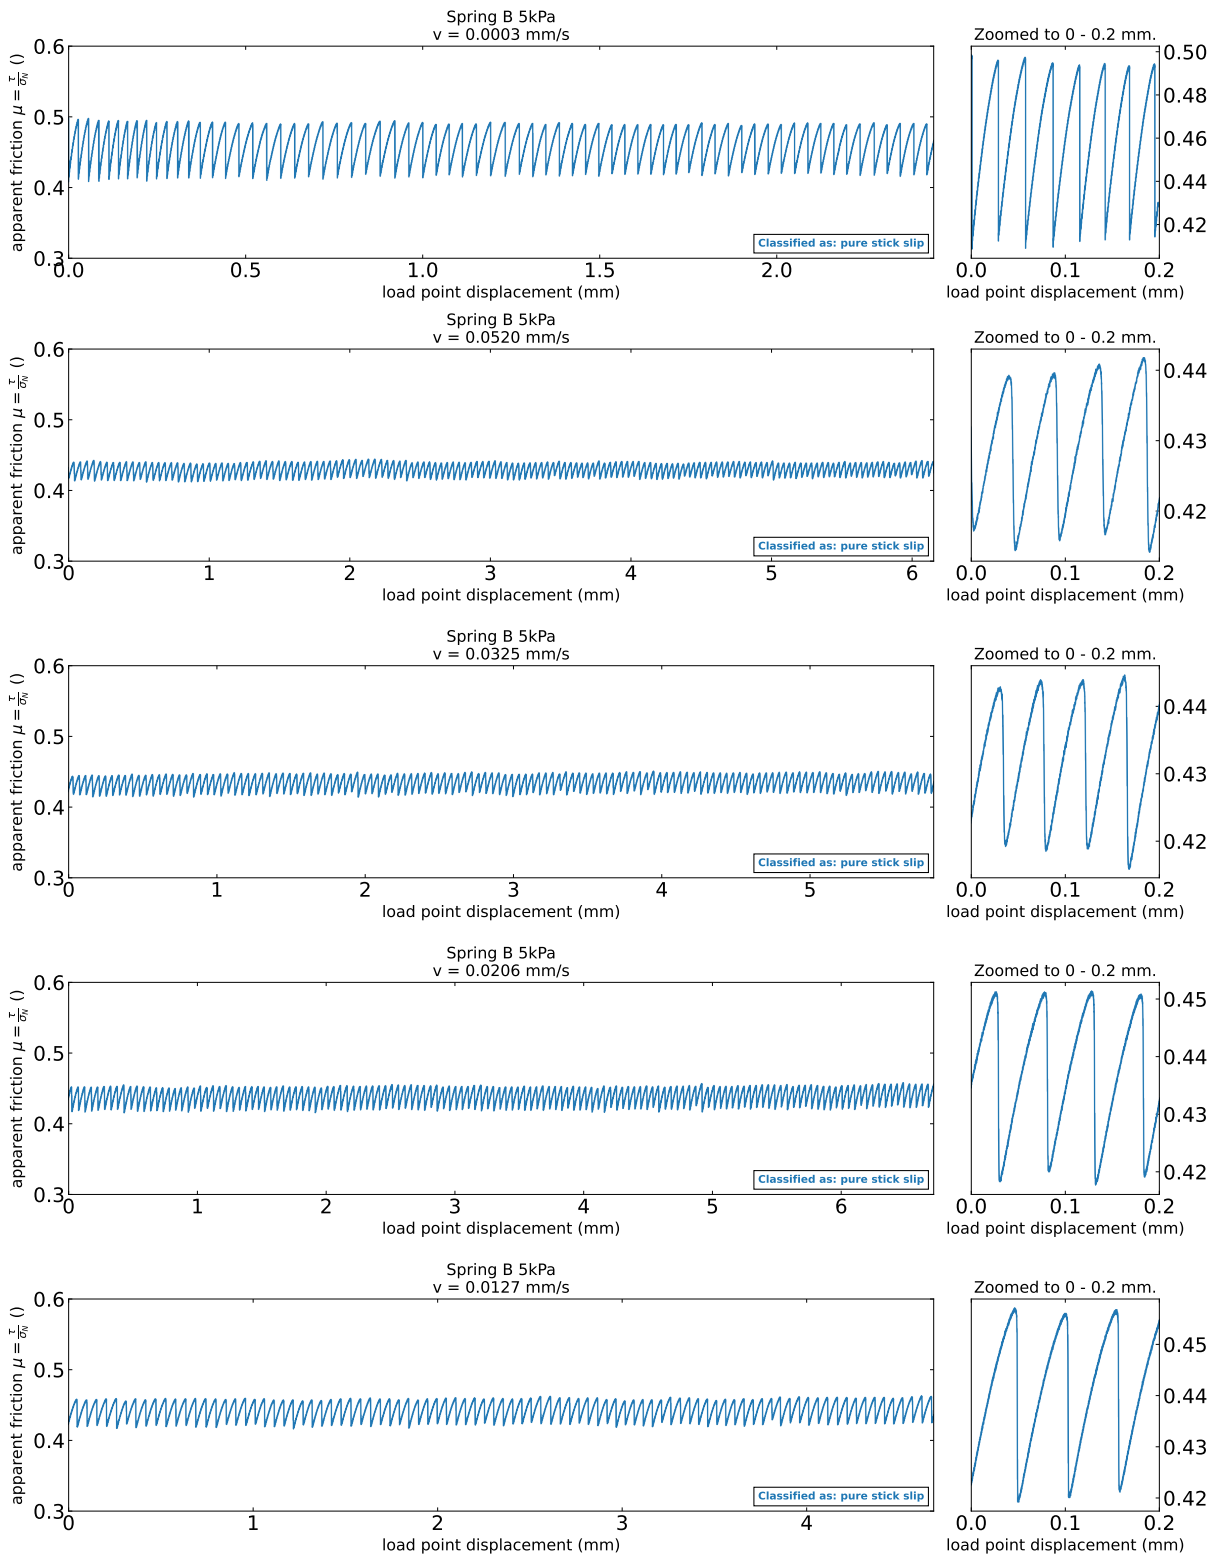 Spring B 5kPa
v = 0.0003 mm/s
Zoomed to 0 - 0.2 mm.
apparent friction μ = τ/σN ()
0.6
0.5
0.4
0.3
0.0 0.5 1.0 1.5 2.0
load point displacement (mm)
Classified as: pure stick slip
0.50
0.48
0.46
0.44
0.42
0.0 0.1 0.2
load point displacement (mm)
Spring B 5kPa
v = 0.0520 mm/s
Zoomed to 0 - 0.2 mm.
apparent friction μ = τ/σN ()
0.6
0.5
0.4
0.3
0 1 2 3 4 5 6
load point displacement (mm)
Classified as: pure stick slip
0.44
0.43
0.42
0.0 0.1 0.2
load point displacement (mm)
Spring B 5kPa
v = 0.0325 mm/s
Zoomed to 0 - 0.2 mm.
apparent friction μ = τ/σN ()
0.6
0.5
0.4
0.3
0 1 2 3 4 5
load point displacement (mm)
Classified as: pure stick slip
0.44
0.43
0.42
0.0 0.1 0.2
load point displacement (mm)
Spring B 5kPa
v = 0.0206 mm/s
Zoomed to 0 - 0.2 mm.
apparent friction μ = τ/σN ()
0.6
0.5
0.4
0.3
0 1 2 3 4 5 6
load point displacement (mm)
Classified as: pure stick slip
0.45
0.44
0.43
0.42
0.0 0.1 0.2
load point displacement (mm)
Spring B 5kPa
v = 0.0127 mm/s
Zoomed to 0 - 0.2 mm.
apparent friction μ = τ/σN ()
0.6
0.5
0.4
0.3
0 1 2 3 4
load point displacement (mm)
Classified as: pure stick slip
0.45
0.44
0.43
0.42
0.0 0.1 0.2
load point displacement (mm)